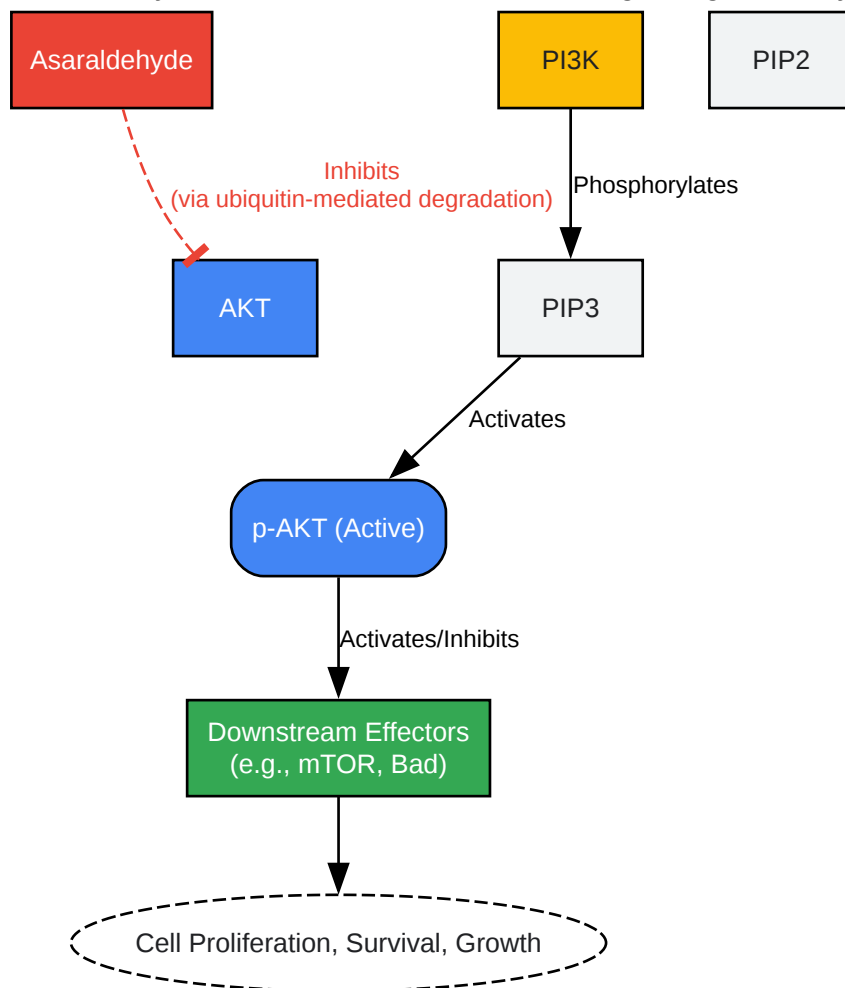 Asaraldehyde
PI3K
PIP2
Inhibits
(via ubiquitin-mediated degradation)
Phosphorylates
AKT
PIP3
Activates
p-AKT (Active)
Activates/Inhibits
Downstream Effectors
(e.g., mTOR, Bad)
Cell Proliferation, Survival, Growth